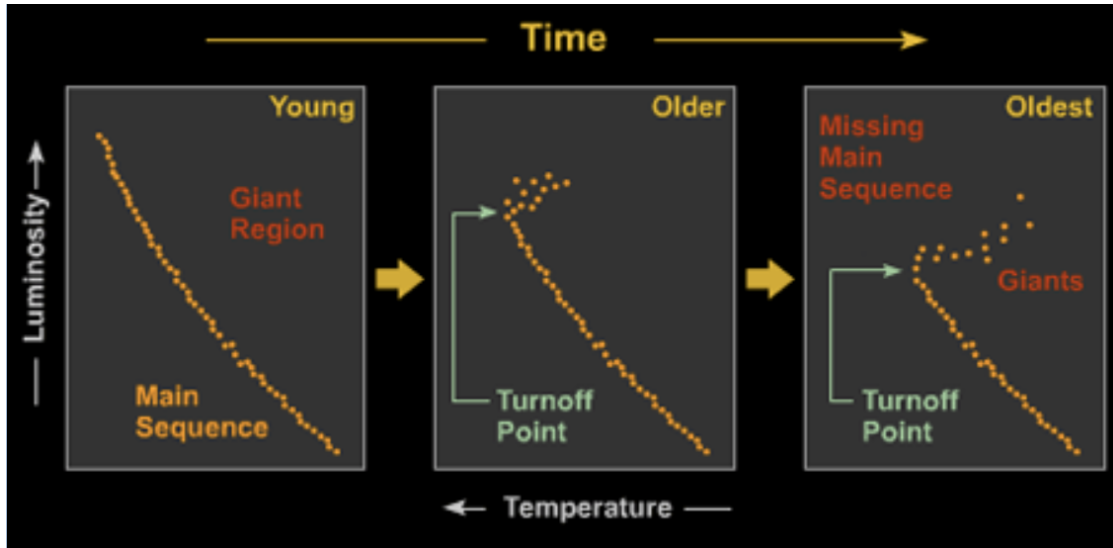 Time
Young
Giant
Region
Main
Sequence
Luminosity
Older
Turnoff
Point
Temperature
Oldest
Missing
Main
Sequence
Giants
Turnoff
Point